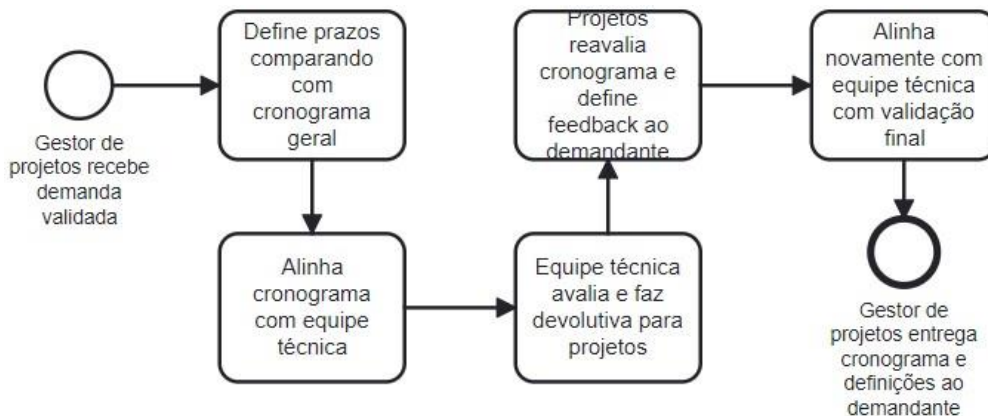 Gestor de
projetos recebe
demanda
validada
Define prazos
comparando
com
cronograma
geral
Alinha
cronograma
com equipe
técnica
Equipe técnica
avalia e faz
devolutiva para
projetos
Projetos
reavalia
cronograma e
define
feedback ao
demandante
Alinha
novamente com
equipe técnica
com validação
final
Gestor de
projetos entrega
cronograma e
definições ao
demandante